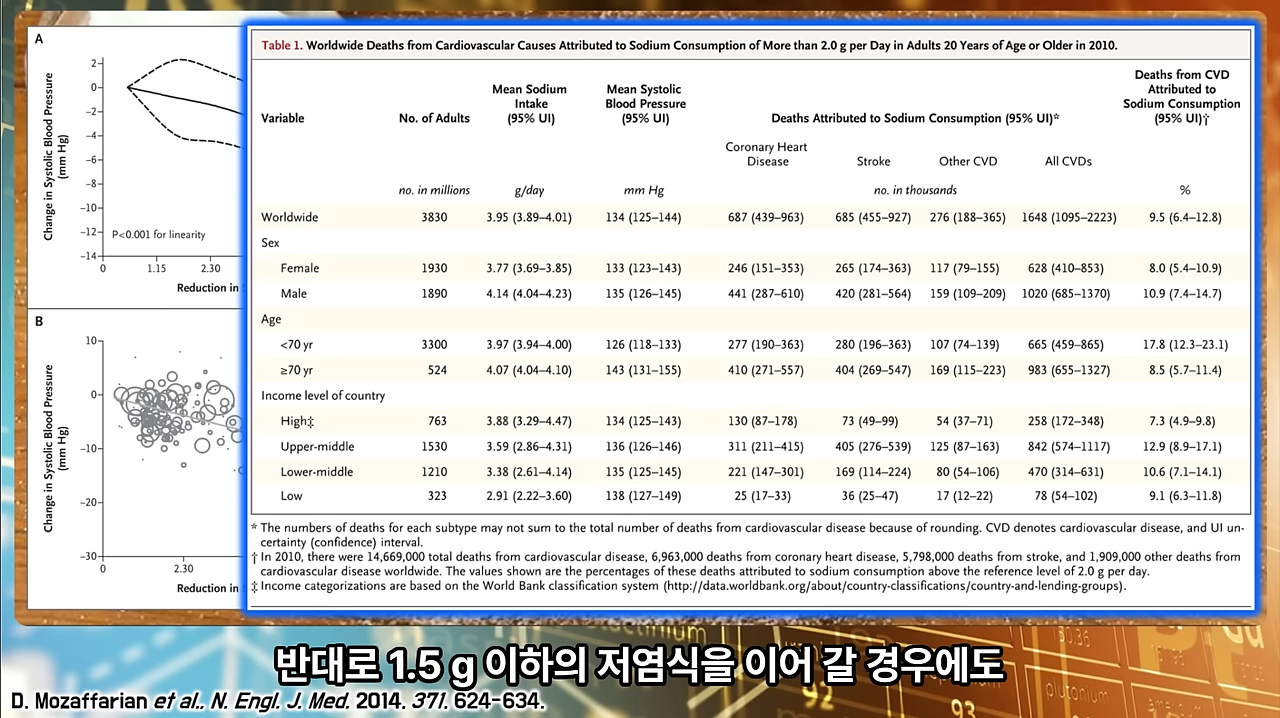 A
Change in Systolic Blood Pressure
(mm Hg)
2
0
−2
−4
−6
−8
−10
−12
−14
P<0.001 for linearity
0 1.15 2.30
Reduction in
B
Change in Systolic Blood Pressure
(mm Hg)
10
0
−10
−20
−30
2.30
Reduction in
Table 1. Worldwide Deaths from Cardiovascular Causes Attributed to Sodium Consumption of More than 2.0 g per Day in Adults 20 Years of Age or Older in 2010.
Variable No. of Adults Mean Sodium Intake (95% UI) Mean Systolic Blood Pressure (95% UI) Deaths Attributed to Sodium Consumption (95% UI)* Deaths from CVD Attributed to Sodium Consumption (95% UI)†
Coronary Heart Disease Stroke Other CVD All CVDs
no. in millions g/day mm Hg no. in thousands %
Worldwide 3830 3.95 (3.89–4.01) 134 (125–144) 687 (439–963) 685 (455–927) 276 (188–365) 1648 (1095–2223) 9.5 (6.4–12.8)
Sex
Female 1930 3.77 (3.69–3.85) 133 (123–143) 246 (151–353) 265 (174–363) 117 (79–155) 628 (410–853) 8.0 (5.4–10.9)
Male 1890 4.14 (4.04–4.23) 135 (126–145) 441 (287–610) 420 (281–564) 159 (109–209) 1020 (685–1370) 10.9 (7.4–14.7)
Age
<70 yr 3300 3.97 (3.94–4.00) 126 (118–133) 277 (190–363) 280 (196–363) 107 (74–139) 665 (459–865) 17.8 (12.3–23.1)
≥70 yr 524 4.07 (4.04–4.10) 143 (131–155) 410 (271–557) 404 (269–547) 169 (115–223) 983 (655–1327) 8.5 (5.7–11.4)
Income level of country
High‡ 763 3.88 (3.29–4.47) 134 (125–143) 130 (87–178) 73 (49–99) 54 (37–71) 258 (172–348) 7.3 (4.9–9.8)
Upper-middle 1530 3.59 (2.86–4.31) 136 (126–146) 311 (211–415) 405 (276–539) 125 (87–163) 842 (574–1117) 12.9 (8.9–17.1)
Lower-middle 1210 3.38 (2.61–4.14) 135 (125–145) 221 (147–301) 169 (114–224) 80 (54–106) 470 (314–631) 10.6 (7.1–14.1)
Low 323 2.91 (2.22–3.60) 138 (127–149) 25 (17–33) 36 (25–47) 17 (12–22) 78 (54–102) 9.1 (6.3–11.8)
* The numbers of deaths for each subtype may not sum to the total number of deaths from cardiovascular disease because of rounding. CVD denotes cardiovascular disease, and UI un-
certainty (confidence) interval.
† In 2010, there were 14,669,000 total deaths from cardiovascular disease, 6,963,000 deaths from coronary heart disease, 5,798,000 deaths from stroke, and 1,909,000 other deaths from
cardiovascular disease worldwide. The values shown are the percentages of these deaths attributed to sodium consumption above the reference level of 2.0 g per day.
‡ Income categorizations are based on the World Bank classification system (http://data.worldbank.org/about/country-classifications/country-and-lending-groups).
반대로 1.5 g 이하의 저염식을 이어 갈 경우에도
D. Mozaffarian et al., N. Engl. J. Med. 2014. 371. 624-634.
plutonium
92
93